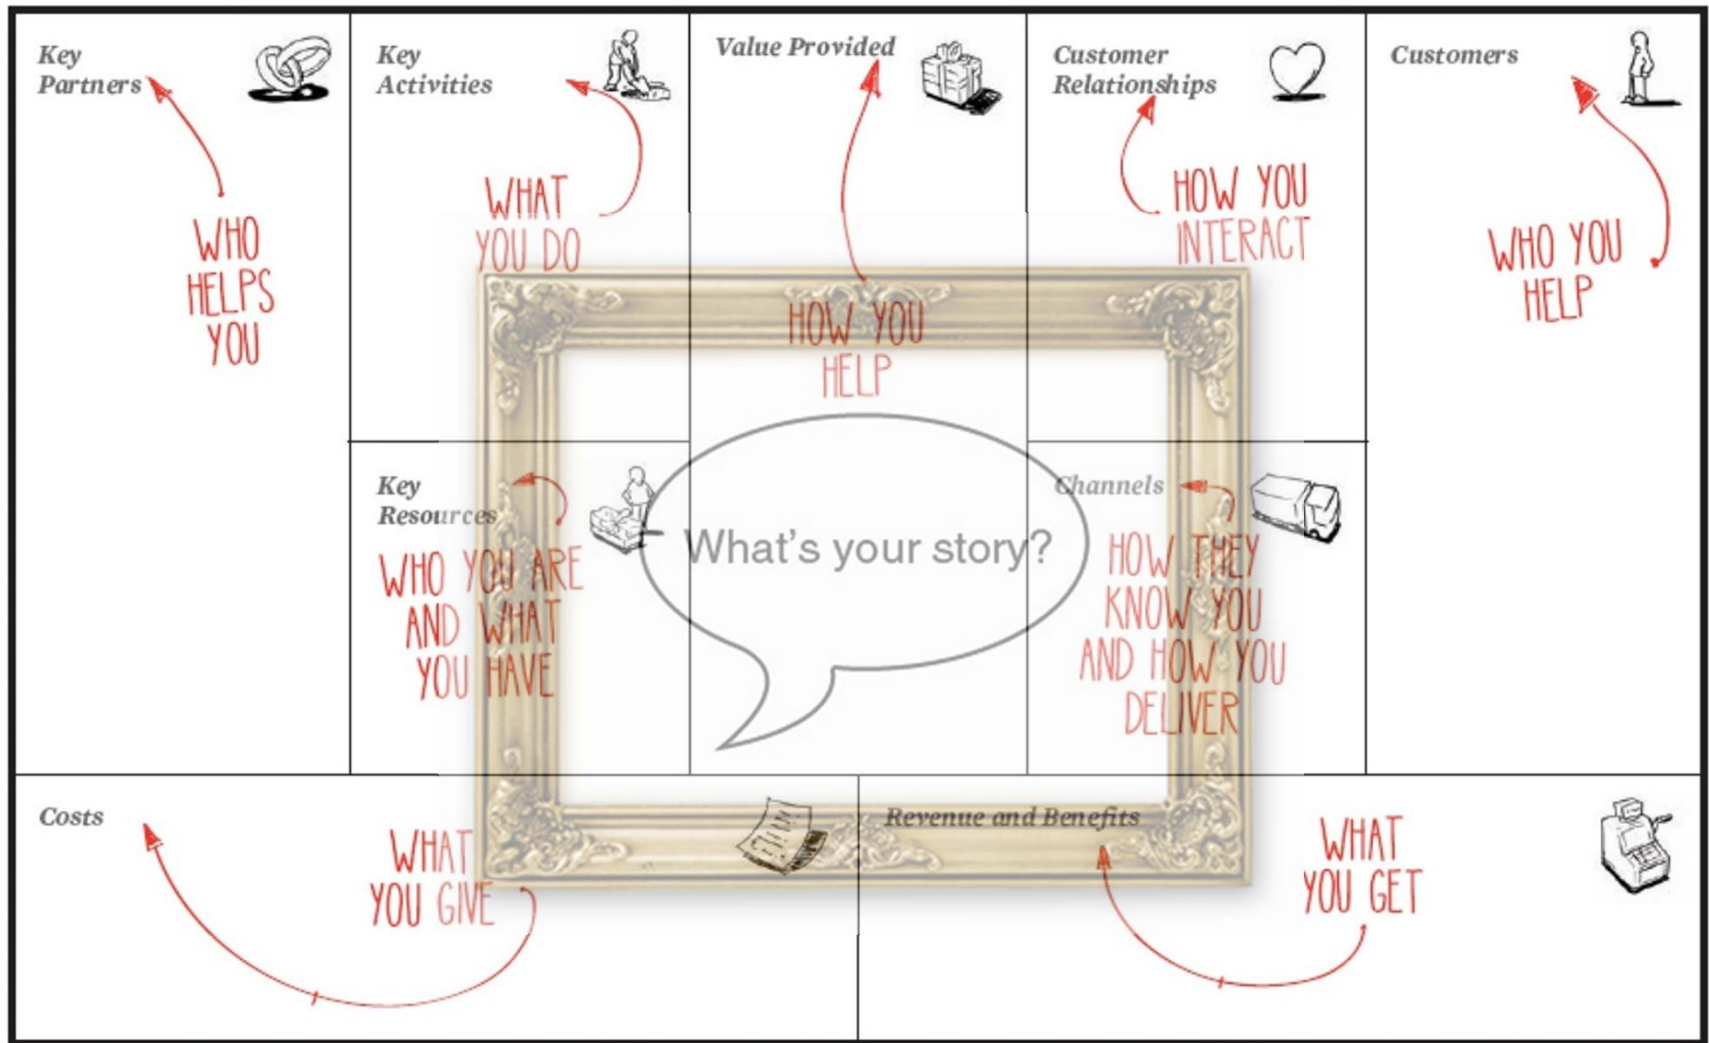 Key
Partners
WHO
HELPS
YOU
Key
Activities
WHAT
YOU DO
Value Provided
HOW YOU
HELP
Customer
Relationships
HOW YOU
INTERACT
Customers
WHO YOU
HELP
Key
Resources
WHO YOU ARE
AND WHAT
YOU HAVE
What's your story?
Channels
HOW THEY
KNOW YOU
AND HOW YOU
DELIVER
Costs
WHAT
YOU GIVE
Revenue and Benefits
WHAT
YOU GET